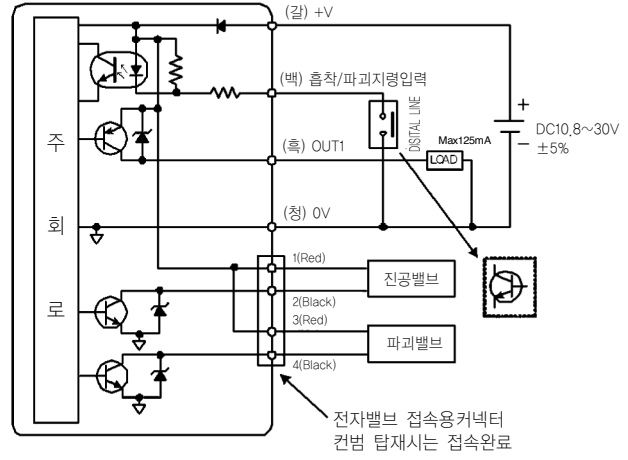 (갈) +V
(백) 흡착/파괴지령입력
DISITAL LINE
Max125mA
DC10.8~30V
±5%
+
−
주
회
로
(흑) OUT1
LOAD
(청) 0V
1(Red)
진공밸브
2(Black)
3(Red)
파괴밸브
4(Black)
전자밸브 접속용커넥터
컨범 탑재시는 접속완료